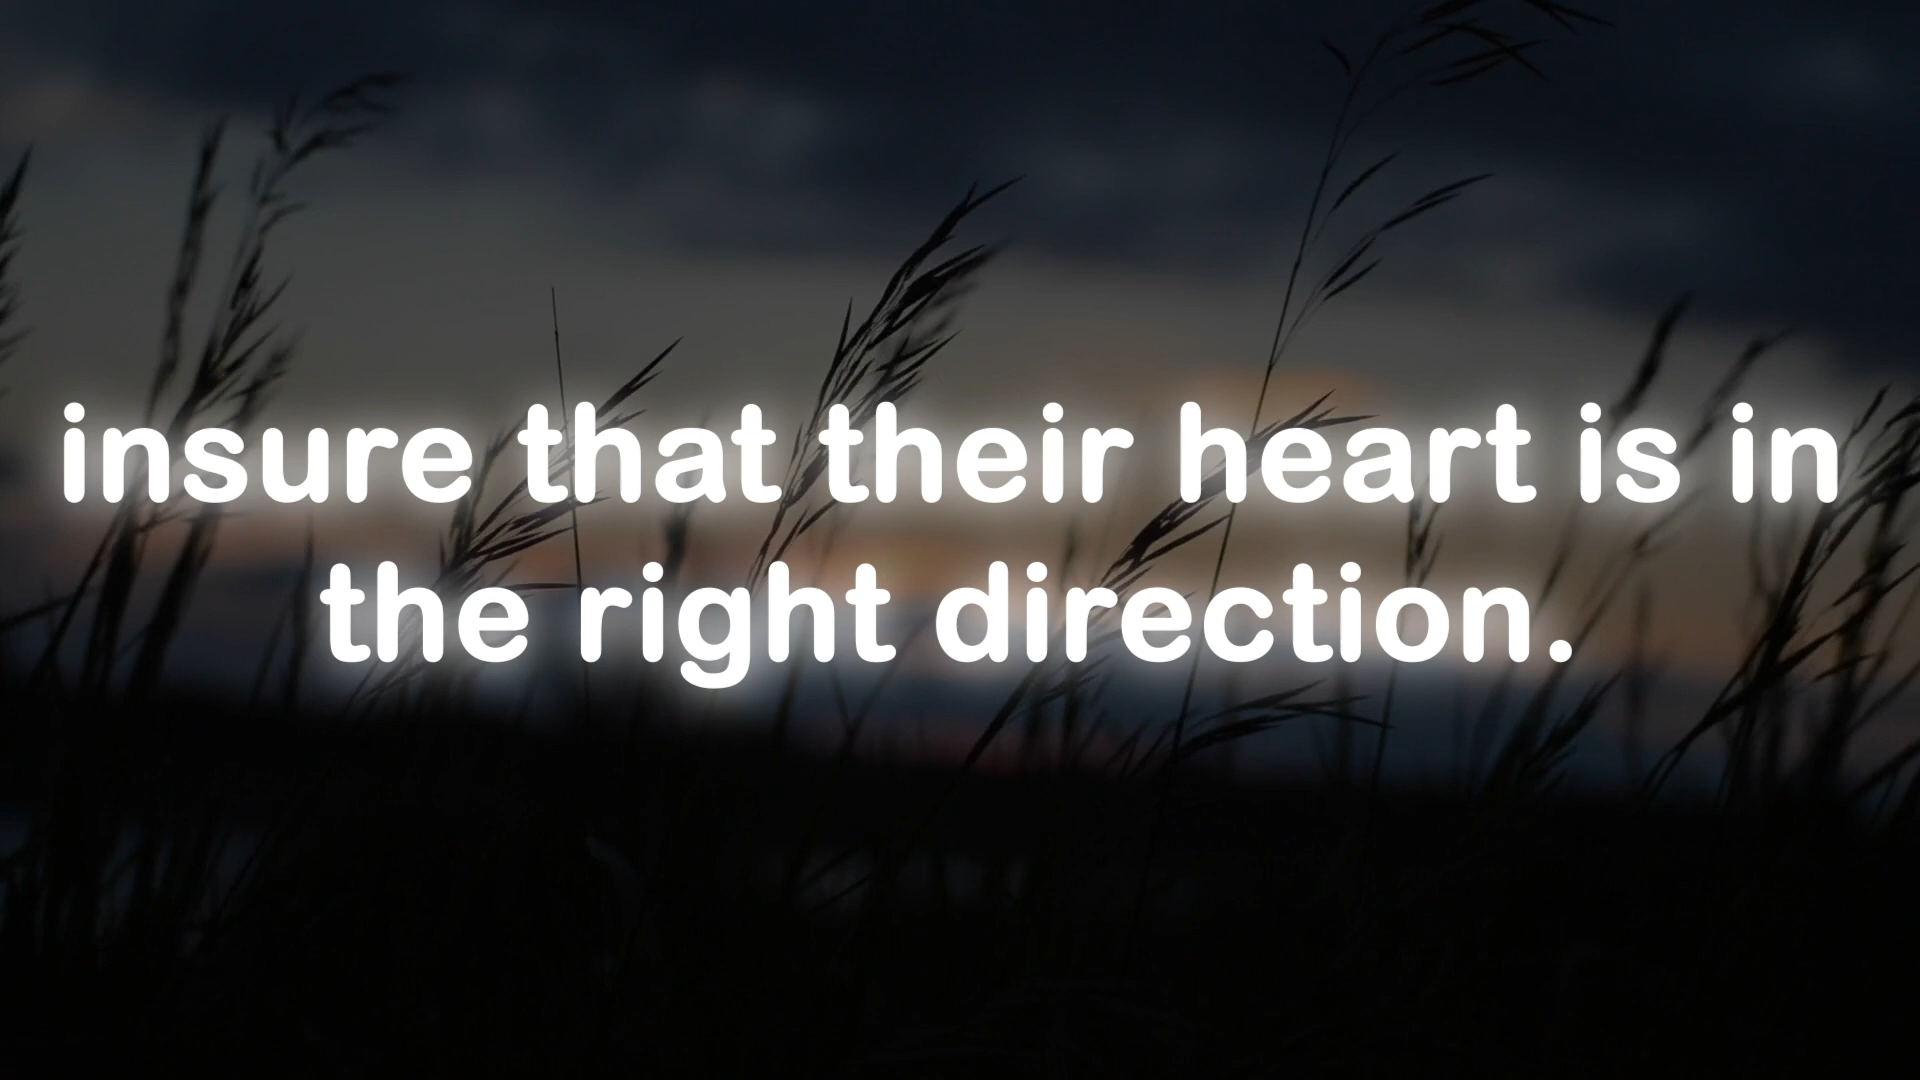 insure that their heart is in
the right direction.